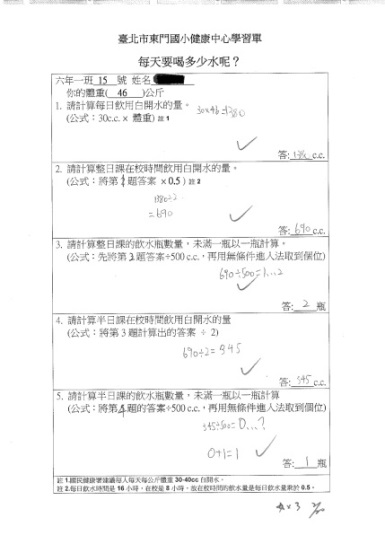 臺北市東門國小健康中心學習單
每天要喝多少水呢？
六年一班 15 號 姓名
你的體重( 46 )公斤
1. 請計算每日飲用白開水的量。
(公式：30c.c. × 體重) 註1
30×46=1380
答: 1380 c.c.
2. 請計算整日課在校時間飲用白開水的量。
(公式：將第1題答案 ×0.5) 註2
1380÷2
=690
答: 690 c.c.
3. 請計算整日課的飲水瓶數量，未滿一瓶以一瓶計算。
(公式：先將第2題答案÷500 c.c.，再用無條件進入法取到個位)
690÷500=1...2
答: 2 瓶
4. 請計算半日課在校時間飲用白開水的量
(公式：將第3題計算出的答案 ÷ 2)
690÷2=345
答: 345 c.c.
5. 請計算半日課的飲水瓶數量，未滿一瓶以一瓶計算
(公式：將第4題的答案÷500 c.c.，再用無條件進入法取到個位)
345÷500=0...?
0+1=1
答: 1 瓶
註1.國民健康署建議每人每天每公斤體重 30-40cc 白開水。
註2.每日飲水時間是 16 小時，在校是 8 小時，故在校時間的飲水量是每日飲水量乘於 0.5。